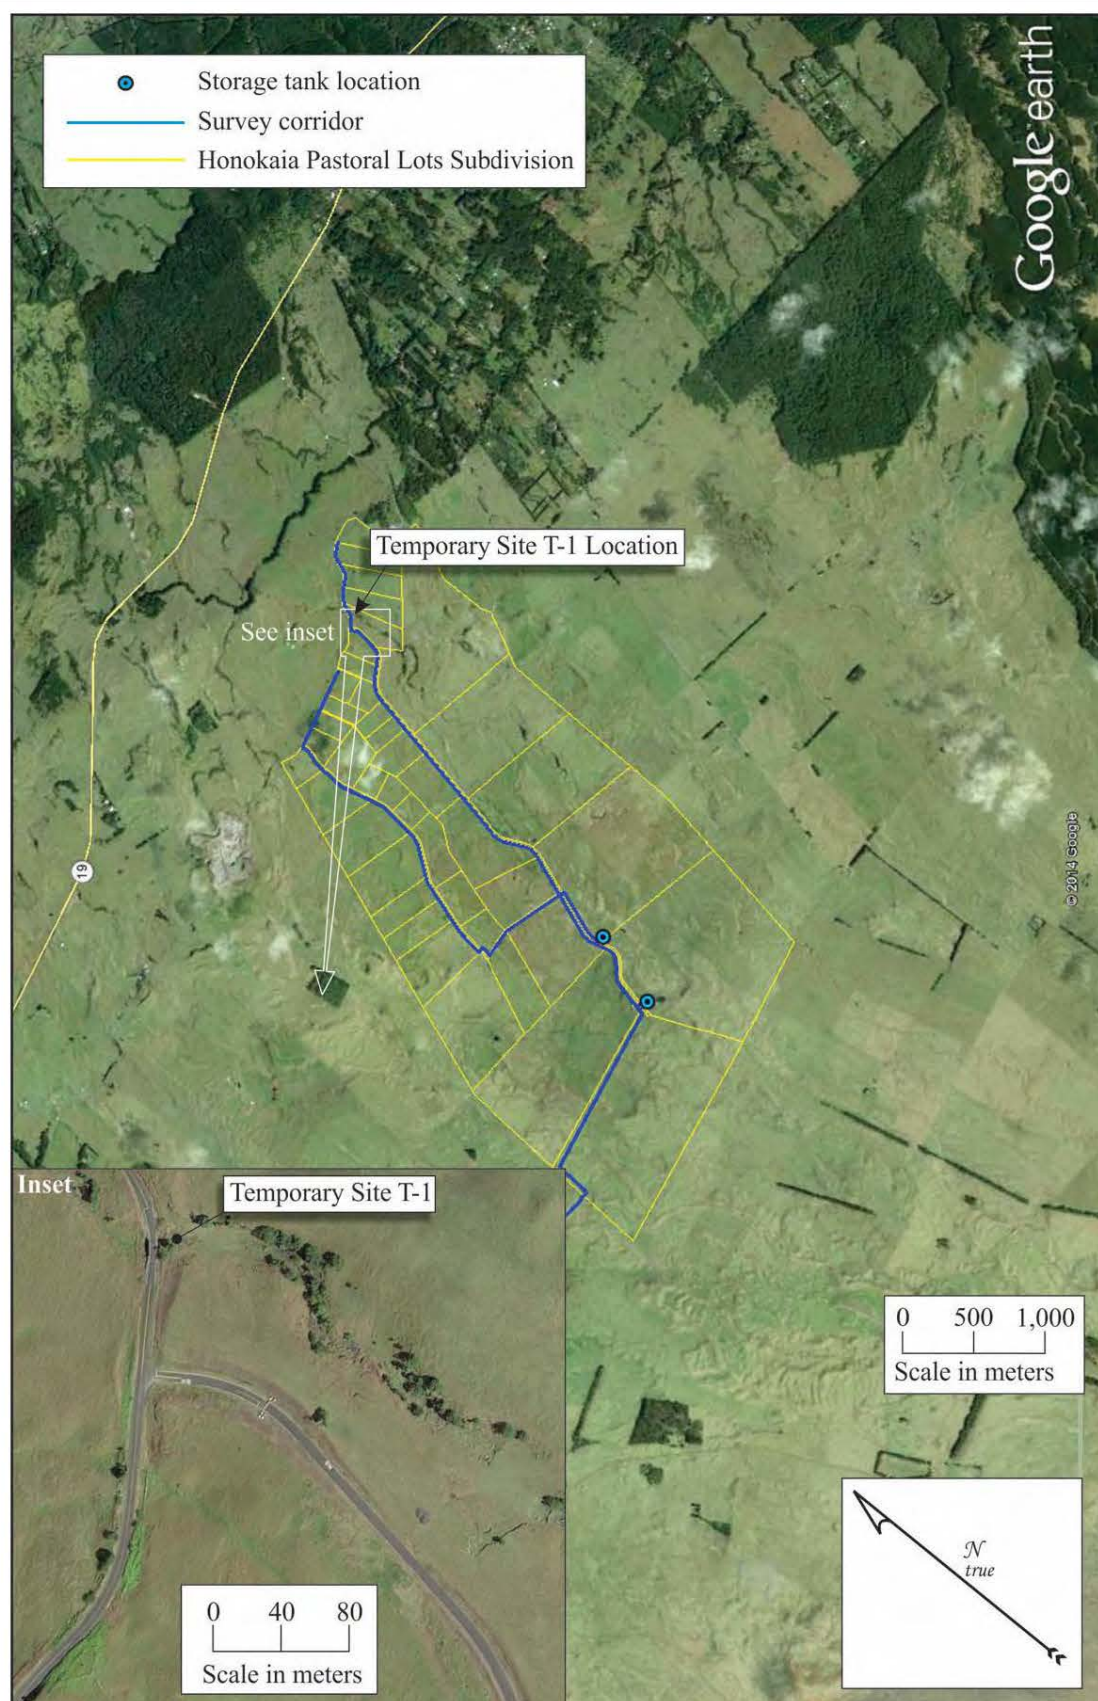 Storage tank location
Survey corridor
Honokaia Pastoral Lots Subdivision
Google earth
Temporary Site T-1 Location
See inset
19
© 2014 Google
Inset
Temporary Site T-1
0 500 1,000
Scale in meters
N
true
0 40 80
Scale in meters